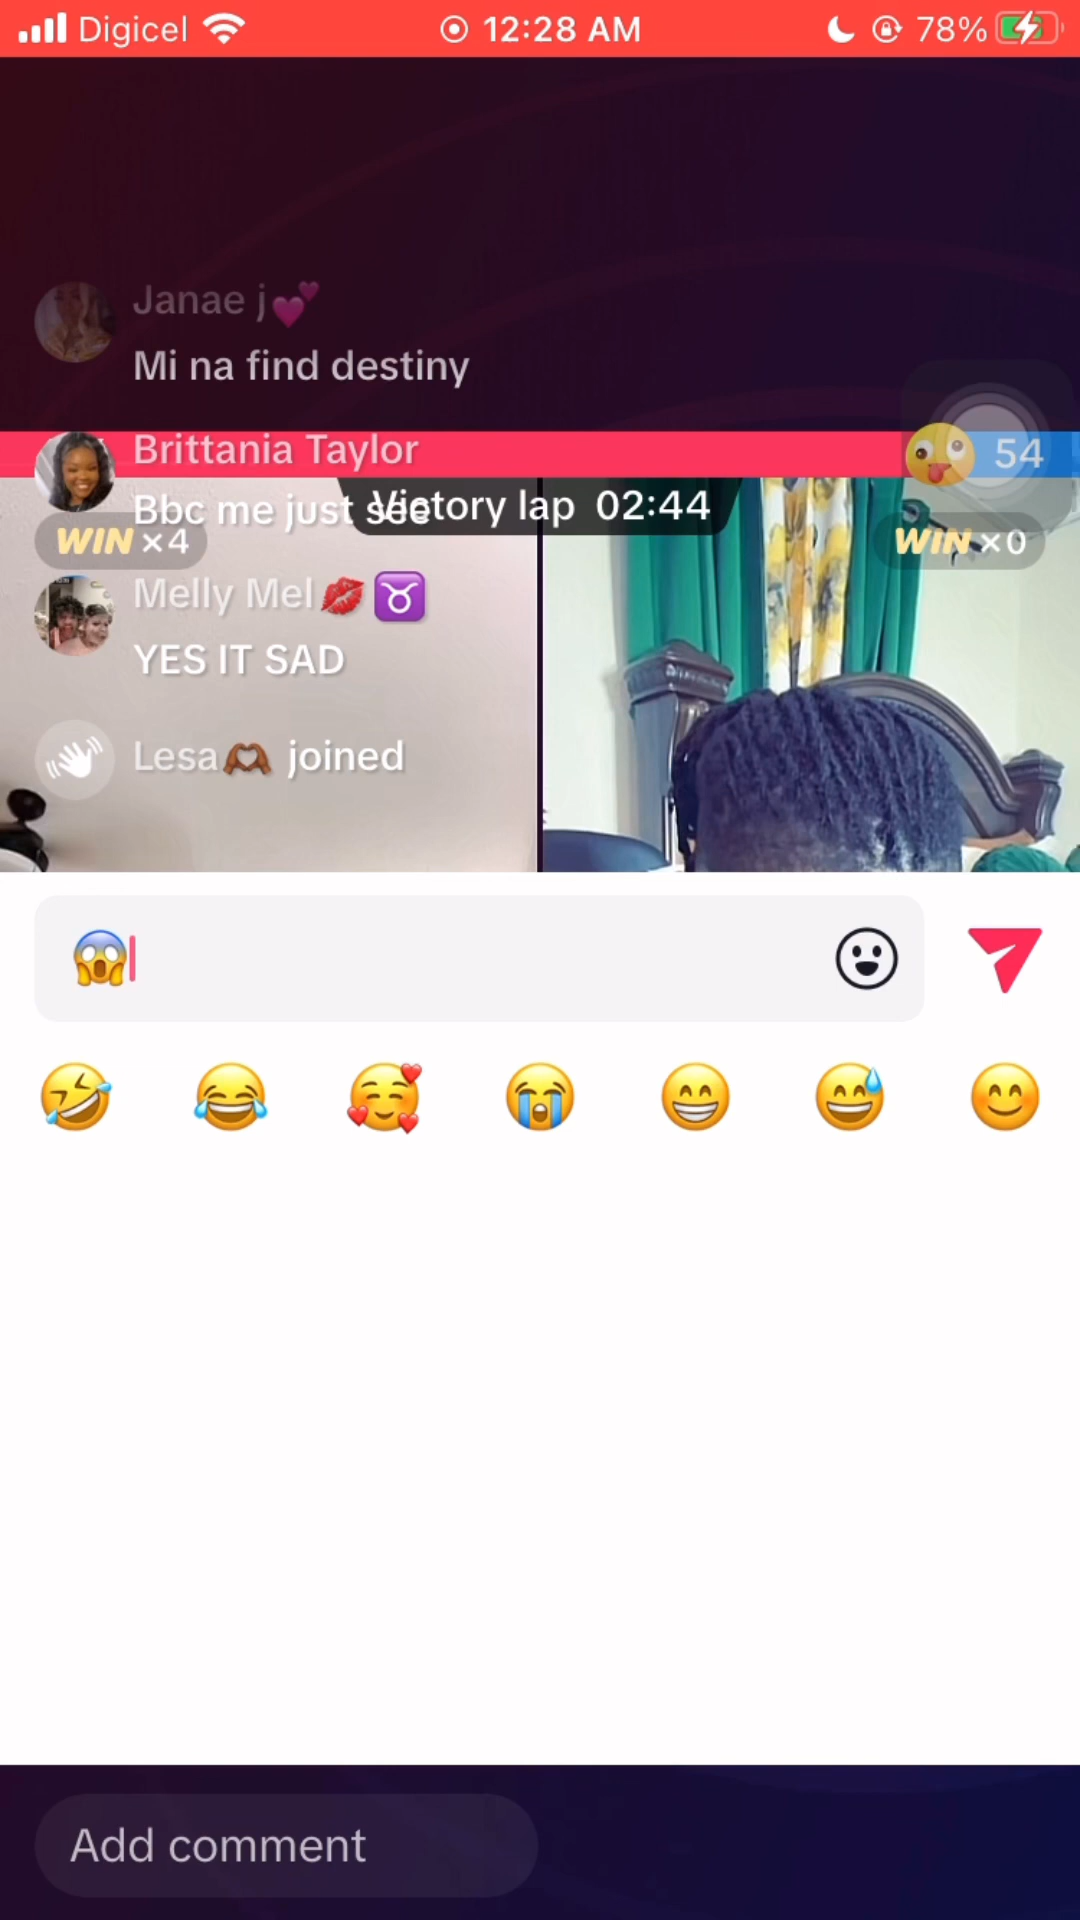 Digicel 12:28 AM 78%
Janae j💕
Mi na find destiny
Brittania Taylor
54
Bbc me just see
Victory lap 02:44
WIN ×4
WIN ×0
Melly Mel💋♉
YES IT SAD
Lesa🫶🏾 joined
😱
Add comment